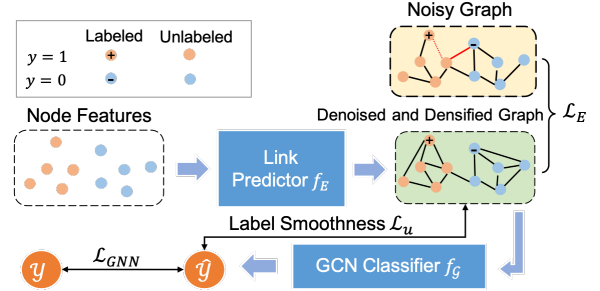 Noisy Graph
Labeled Unlabeled
y = 1 +
y = 0 -
+
-
Node Features
Denoised and Densified Graph
ℒ_E
Link
Predictor f_E
+
-
Label Smoothness ℒ_u
𝒴
ℒ_GNN
𝒴̂
GCN Classifier f_𝒢